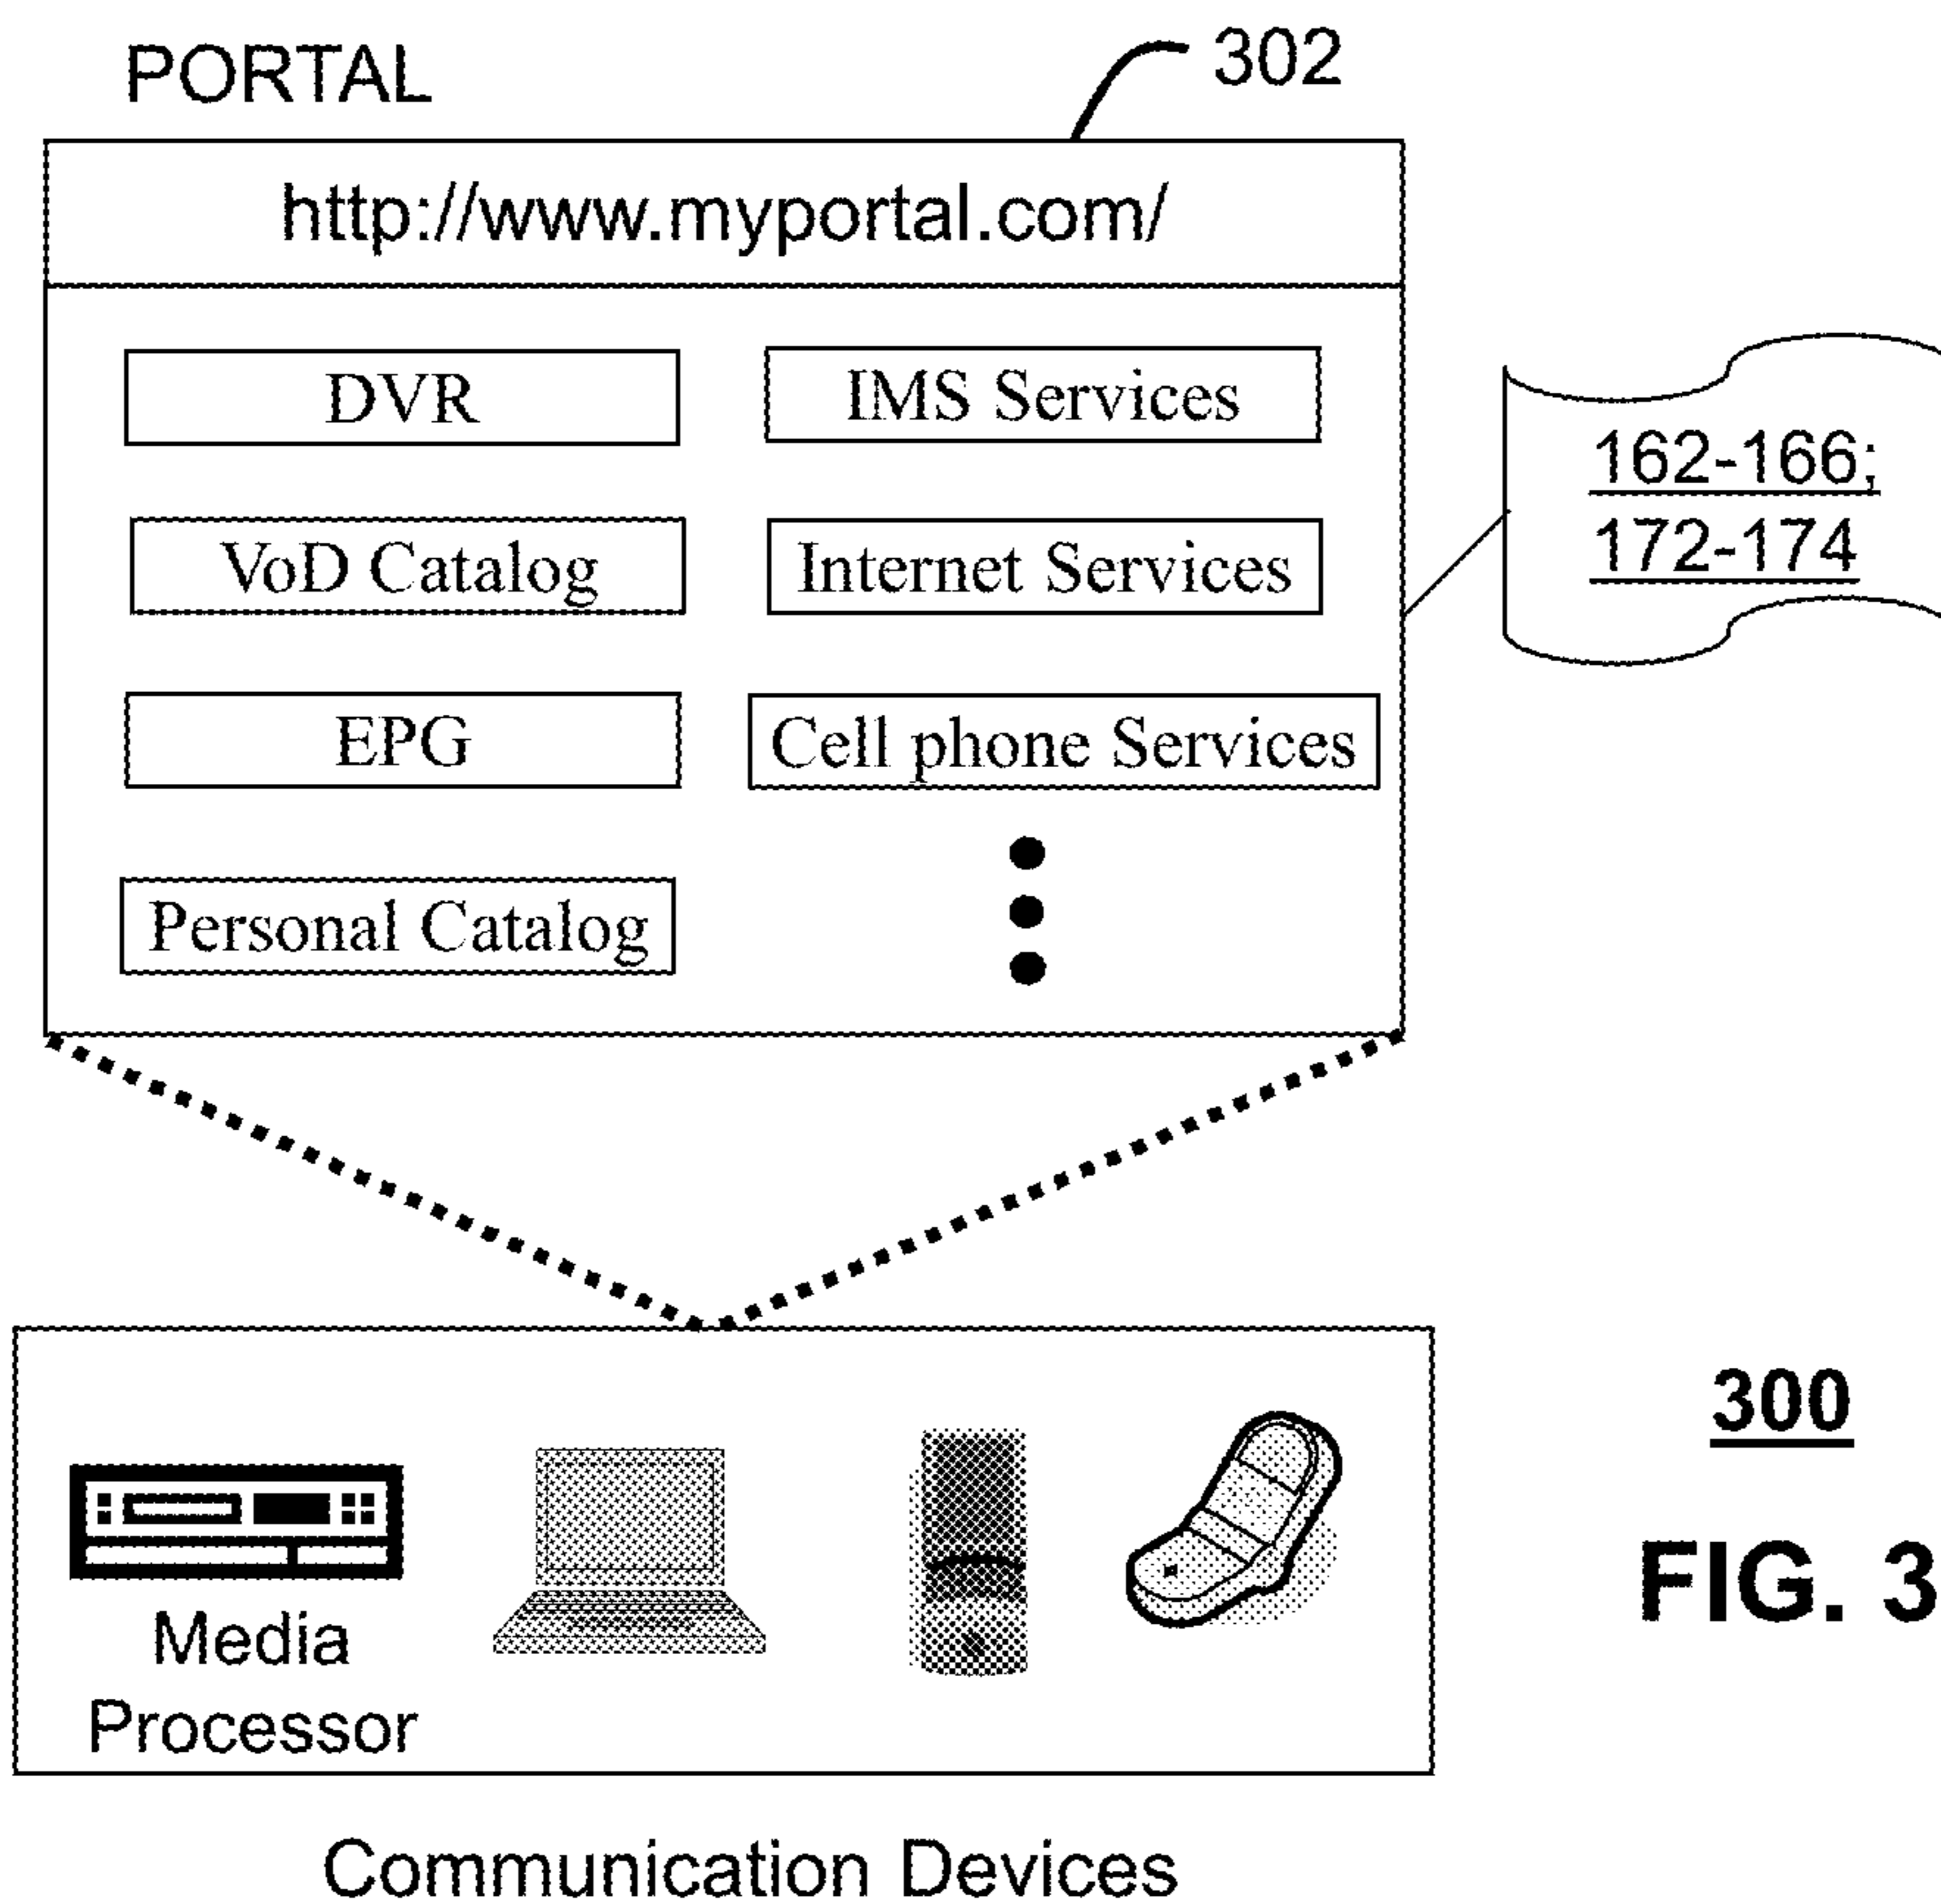 PORTAL
302
http://www.myportal.com/
DVR
IMS Services
VoD Catalog
Internet Services
EPG
Cell phone Services
Personal Catalog
162-166;
172-174
Media
Processor
Communication Devices
300
FIG. 3